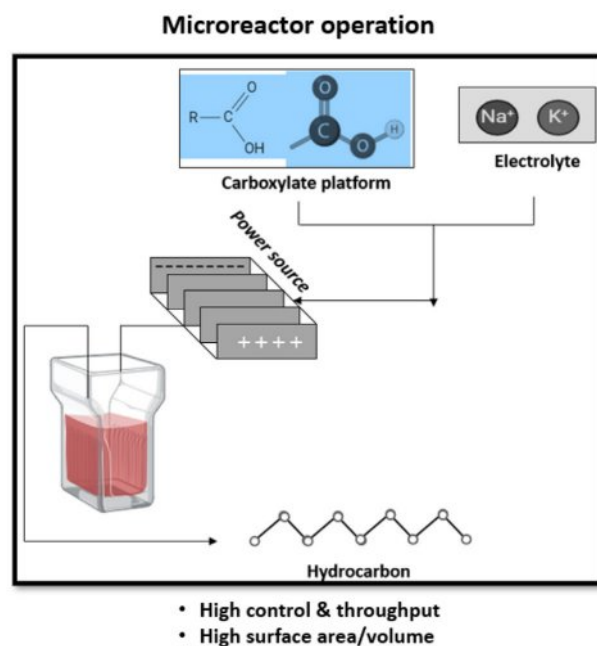 Microreactor operation
O
R
C
OH
O
C
O
H
Na⁺
K⁺
Carboxylate platform
Electrolyte
Power source
- - - - - - - - - -
+ + + +
Hydrocarbon
• High control & throughput
• High surface area/volume